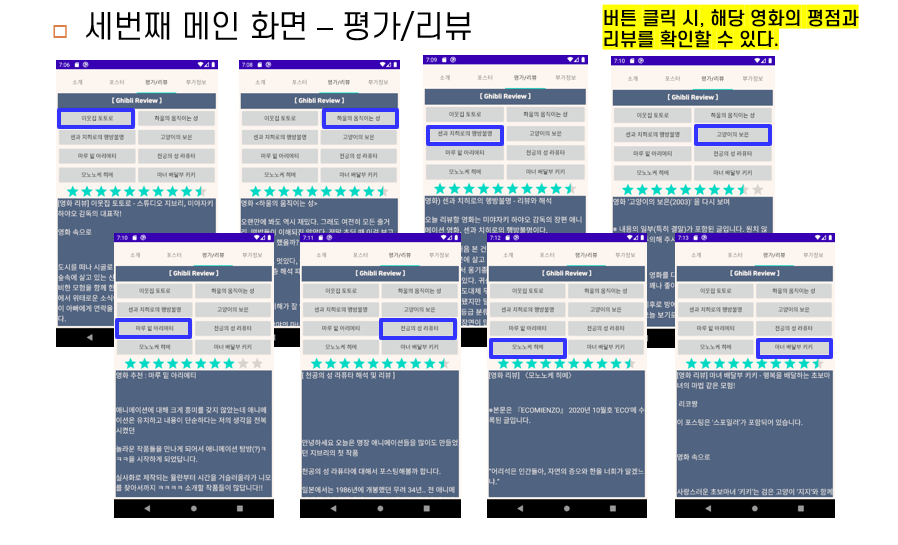 세번째 메인 화면 – 평가/리뷰
버튼 클릭 시, 해당 영화의 평점과
리뷰를 확인할 수 있다.
7:06
소개 포스터 평가/리뷰 부가정보
[ Ghibli Review ]
이웃집 토토로 하울의 움직이는 성
센과 치히로의 행방불명 고양이의 보은
마루 밑 아리에티 천공의 성 라퓨타
모노노케 히메 마녀 배달부 키키
[영화 리뷰] 이웃집 토토로 - 스튜디오 지브리, 미야자키
하야오 감독의 대표작!
영화 속으로
도시를 떠나 시골로
숲속에 살고 있는 신
비한 모험을 함께 한
에서 위태로운 소식
이 아빠에게 연락을
다.
7:08
소개 포스터 평가/리뷰 부가정보
[ Ghibli Review ]
이웃집 토토로 하울의 움직이는 성
센과 치히로의 행방불명 고양이의 보은
마루 밑 아리에티 천공의 성 라퓨타
모노노케 히메 마녀 배달부 키키
영화 <하울의 움직이는 성>
오랜만에 봐도 역시 재밌다. 그래도 여전히 모든 줄거
7:09
소개 포스터 평가/리뷰 부가정보
[ Ghibli Review ]
이웃집 토토로 하울의 움직이는 성
센과 치히로의 행방불명 고양이의 보은
마루 밑 아리에티 천공의 성 라퓨타
모노노케 히메 마녀 배달부 키키
영화) 센과 치히로의 행방불명 - 리뷰와 해석
오늘 리뷰할 영화는 미야자키 하야오 감독의 장편 애니
메이션 영화, 센과 치히로의 행방불명이다.
7:10
소개 포스터 평가/리뷰 부가정보
[ Ghibli Review ]
이웃집 토토로 하울의 움직이는 성
센과 치히로의 행방불명 고양이의 보은
마루 밑 아리에티 천공의 성 라퓨타
모노노케 히메 마녀 배달부 키키
영화 '고양이의 보은(2003)' 을 다시 보며
※ 내용의 일부(특히 결말)가 포함된 글입니다. 원치 않
7:10
소개 포스터 평가/리뷰 부가정보
[ Ghibli Review ]
이웃집 토토로 하울의 움직이는 성
센과 치히로의 행방불명 고양이의 보은
마루 밑 아리에티 천공의 성 라퓨타
모노노케 히메 마녀 배달부 키키
영화 추천 : 마루 밑 아리에티
애니메이션에 대해 크게 흥미를 갖지 않았는데 애니메
이션은 유치하고 내용이 단순하다는 저의 생각을 전복
시켰던
놀라운 작품들을 만나게 되어서 애니메이션 탐방(?)ㅋ
ㅋㅋ을 시작하게 되었답니다.
실사화로 제작되는 뮬란부터 시간을 거슬러올라가 니모
를 찾아서까지 ㅋㅋㅋㅋ 소개할 작품들이 많답니다!!
7:11
소개 포스터 평가/리뷰 부가정보
[ Ghibli Review ]
이웃집 토토로 하울의 움직이는 성
센과 치히로의 행방불명 고양이의 보은
마루 밑 아리에티 천공의 성 라퓨타
모노노케 히메 마녀 배달부 키키
[ 천공의 성 라퓨타 해석 및 리뷰 ]
안녕하세요 오늘은 명장 애니메이션들을 많이도 만들었
던 지브리의 첫 작품
천공의 성 라퓨타에 대해서 포스팅해볼까 합니다.
일본에서는 1986년에 개봉했던 무려 34년.. 전 애니메
7:12
소개 포스터 평가/리뷰 부가정보
[ Ghibli Review ]
이웃집 토토로 하울의 움직이는 성
센과 치히로의 행방불명 고양이의 보은
마루 밑 아리에티 천공의 성 라퓨타
모노노케 히메 마녀 배달부 키키
[영화 리뷰] 〈모노노케 히메〉
*본문은 『ECOMIENZO』 2020년 10월호 'ECO'에 수
록된 글입니다.
"어리석은 인간들아, 자연의 증오와 한을 너희가 알겠느
냐."
7:13
소개 포스터 평가/리뷰 부가정보
[ Ghibli Review ]
이웃집 토토로 하울의 움직이는 성
센과 치히로의 행방불명 고양이의 보은
마루 밑 아리에티 천공의 성 라퓨타
모노노케 히메 마녀 배달부 키키
[영화 리뷰] 마녀 배달부 키키 - 행복을 배달하는 초보마
녀의 마법 같은 모험!
리코짱
이 포스팅은 '스포일러'가 포함되어 있습니다.
영화 속으로
사랑스러운 초보마녀 '키키'는 검은 고양이 '지지'와 함께